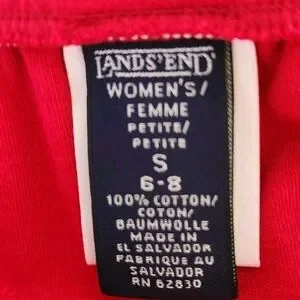 LANDS' END
WOMEN'S/
FEMME
PETITE/
PETITE
S
6-8
100% COTTON/
COTON/
BAUMWOLLE
MADE IN
EL SALVADOR
FABRIQUE AU
SALVADOR
RN 62830